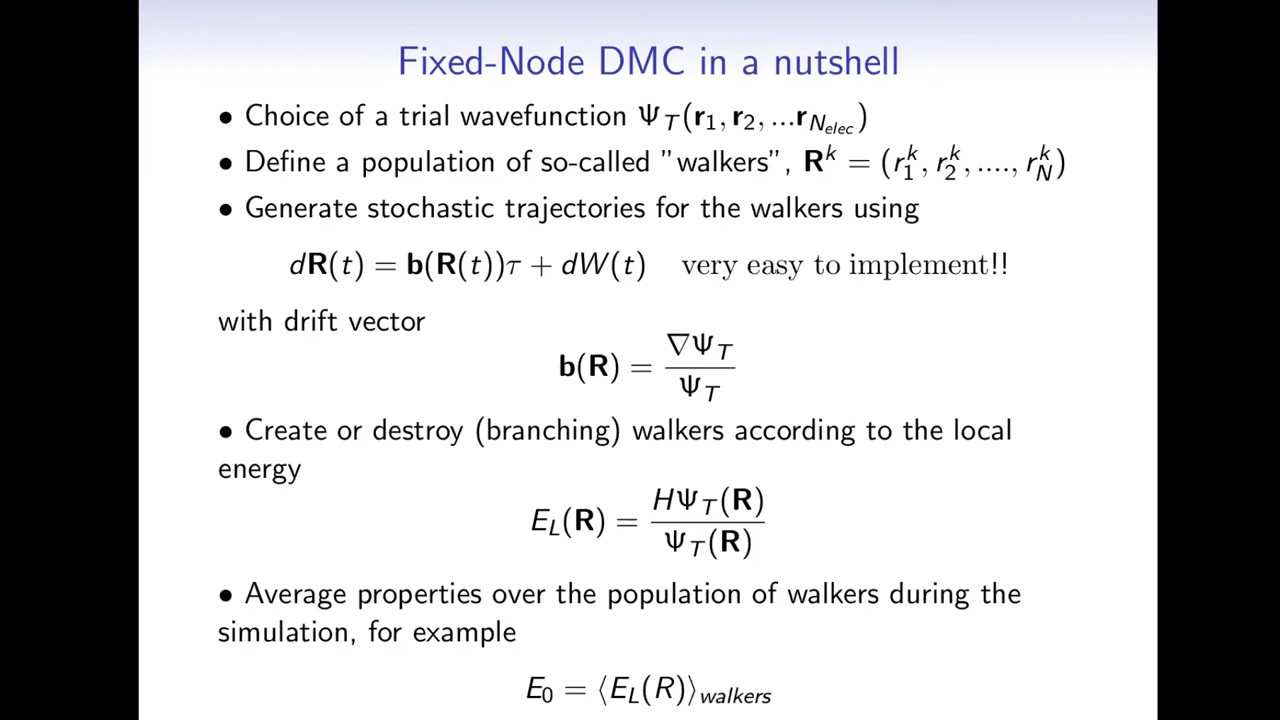 Fixed-Node DMC in a nutshell
• Choice of a trial wavefunction Ψ_T(r_1, r_2, ...r_{N_{elec}})
• Define a population of so-called "walkers", R^k = (r_1^k, r_2^k, ...., r_N^k)
• Generate stochastic trajectories for the walkers using
dR(t) = b(R(t))τ + dW(t) very easy to implement!!
with drift vector
b(R) = ∇Ψ_T / Ψ_T
• Create or destroy (branching) walkers according to the local
energy
E_L(R) = HΨ_T(R) / Ψ_T(R)
• Average properties over the population of walkers during the
simulation, for example
E_0 = ⟨E_L(R)⟩_{walkers}